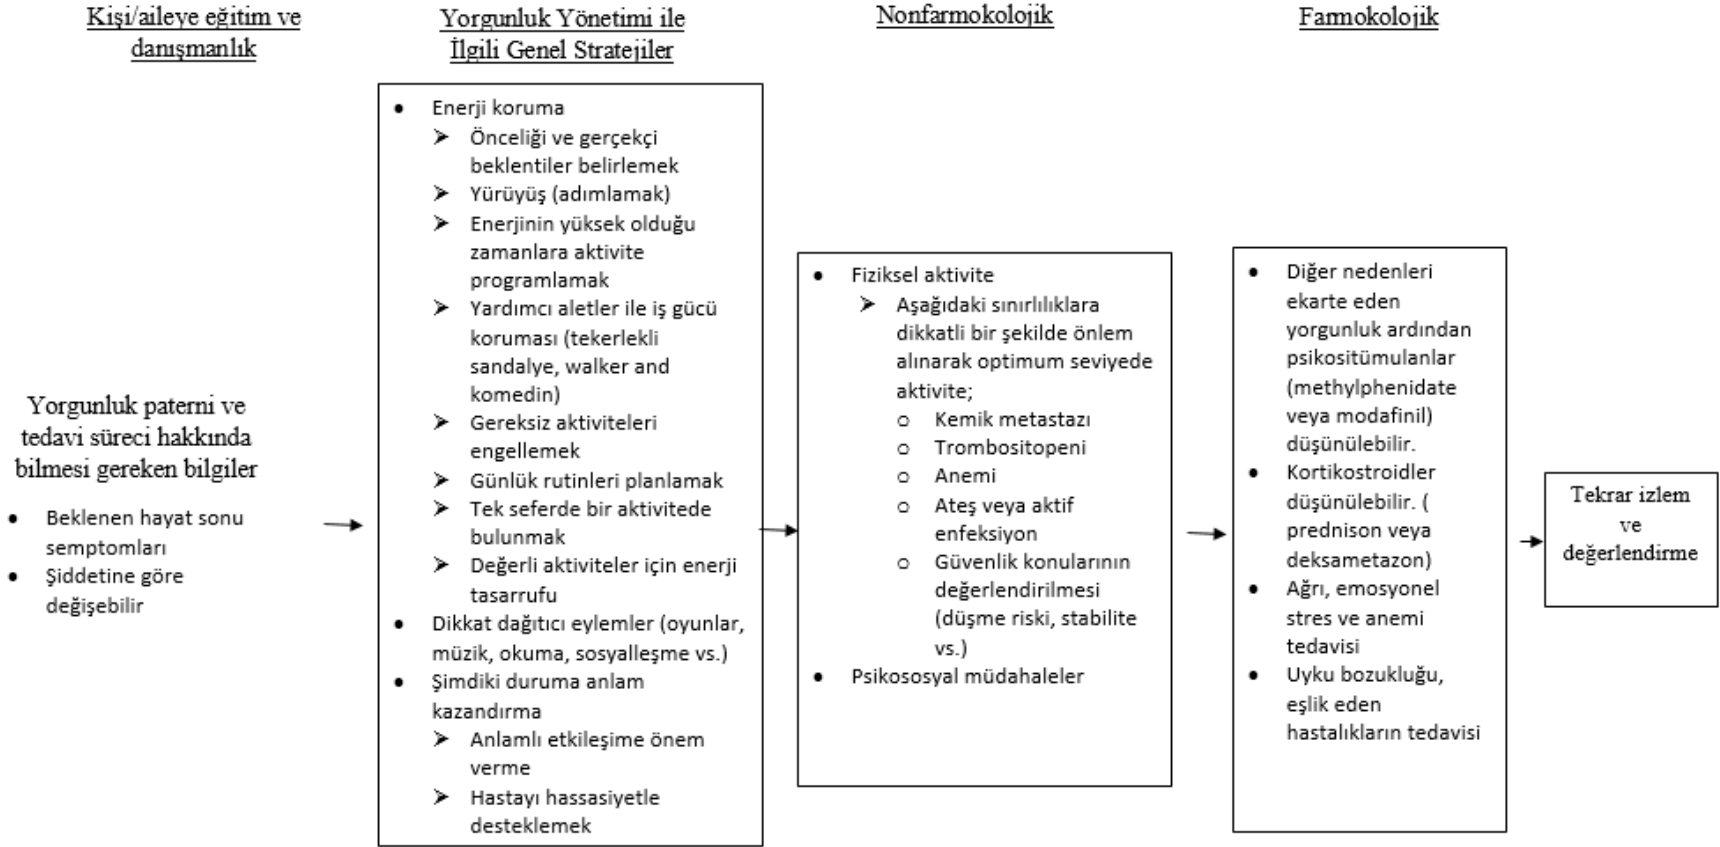 Kişi/aileye eğitim ve
danışmanlık
Yorgunluk paterni ve
tedavi süreci hakkında
bilmesi gereken bilgiler
• Beklenen hayat sonu
semptomları
• Şiddetine göre
değişebilir
Yorgunluk Yönetimi ile
İlgili Genel Stratejiler
• Enerji koruma
➢ Önceliği ve gerçekçi
beklentiler belirlemek
➢ Yürüyüş (adımlamak)
➢ Enerjinin yüksek olduğu
zamanlara aktivite
programlamak
➢ Yardımcı aletler ile iş gücü
koruması (tekerlekli
sandalye, walker and
komedin)
➢ Gereksiz aktiviteleri
engellemek
➢ Günlük rutinleri planlamak
➢ Tek seferde bir aktivitede
bulunmak
➢ Değerli aktiviteler için enerji
tasarrufu
• Dikkat dağıtıcı eylemler (oyunlar,
müzik, okuma, sosyalleşme vs.)
• Şimdiki duruma anlam
kazandırma
➢ Anlamlı etkileşime önem
verme
➢ Hastayı hassasiyetle
desteklemek
Nonfarmokolojik
• Fiziksel aktivite
➢ Aşağıdaki sınırlılıklara
dikkatli bir şekilde önlem
alınarak optimum seviyede
aktivite;
o Kemik metastazı
o Trombositopeni
o Anemi
o Ateş veya aktif
enfeksiyon
o Güvenlik konularının
değerlendirilmesi
(düşme riski, stabilite
vs.)
• Psikososyal müdahaleler
Farmokolojik
• Diğer nedenleri
ekarte eden
yorgunluk ardından
psikositümulanlar
(methylphenidate
veya modafinil)
düşünülebilir.
• Kortikostroidler
düşünülebilir. (
prednison veya
deksametazon)
• Ağrı, emosyonel
stres ve anemi
tedavisi
• Uyku bozukluğu,
eşlik eden
hastalıkların tedavisi
Tekrar izlem
ve
değerlendirme